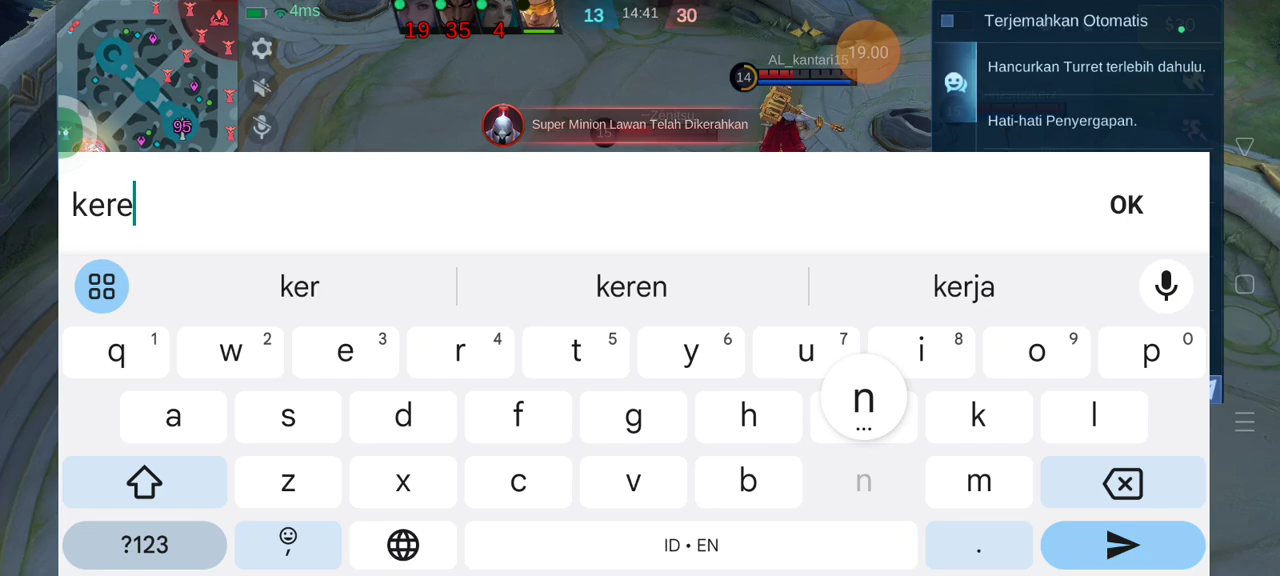 4ms
19 35 4
13 14:41 30
19.00
AL_kantari15
14
95
Super Minion Lawan Telah Dikerahkan
15
Terjemahkan Otomatis
Hancurkan Turret terlebih dahulu.
Hati-hati Penyergapan.
kere
OK
ker keren kerja
q 1 w 2 e 3 r 4 t 5 y 6 u 7 i 8 o 9 p 0
a s d f g h n k l
z x c v b n m
?123 , ID • EN .